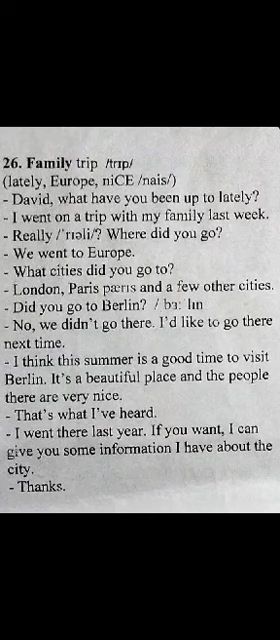 26. Family trip /trɪp/
(lately, Europe, niCE /nais/)
- David, what have you been up to lately?
- I went on a trip with my family last week.
- Really /ˈrɪəli/? Where did you go?
- We went to Europe.
- What cities did you go to?
- London, Paris pærɪs and a few other cities.
- Did you go to Berlin? / bɜː lɪn
- No, we didn't go there. I'd like to go there
next time.
- I think this summer is a good time to visit
Berlin. It's a beautiful place and the people
there are very nice.
- That's what I've heard.
- I went there last year. If you want, I can
give you some information I have about the
city.
- Thanks.